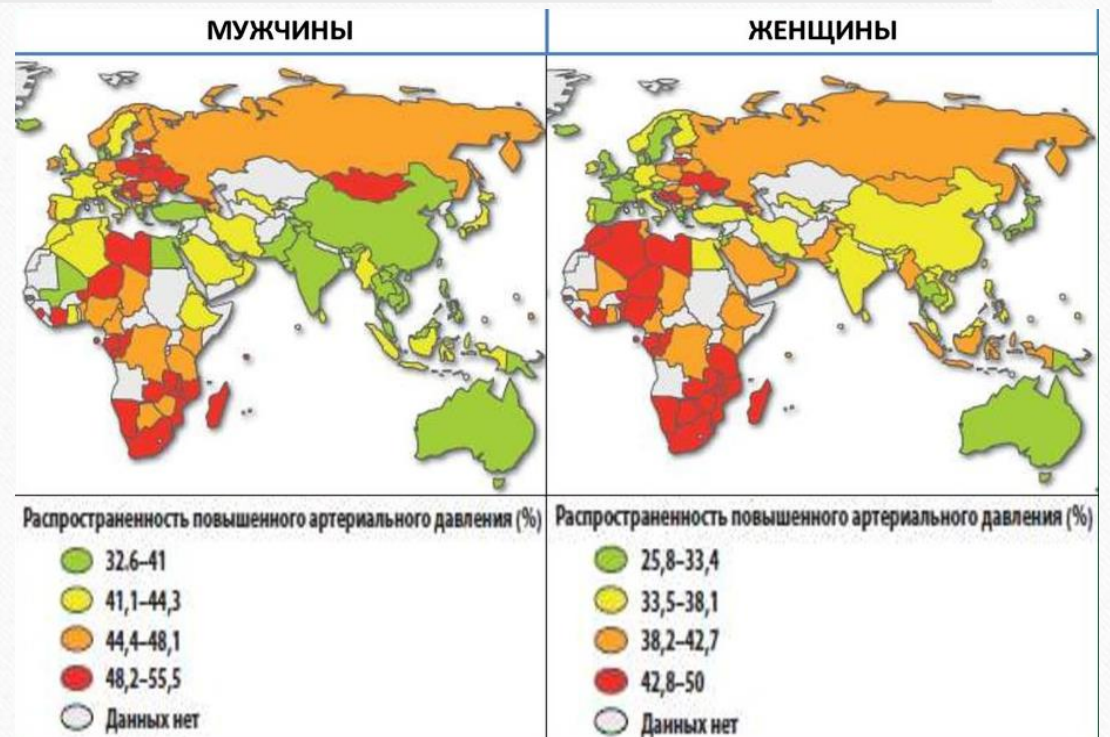 МУЖЧИНЫ
ЖЕНЩИНЫ
Распространенность повышенного артериального давления (%)
32.6–41
41,1–44,3
44,4–48,1
48,2–55,5
Данных нет
Распространенность повышенного артериального давления (%)
25,8–33,4
33,5–38,1
38,2–42,7
42,8–50
Данных нет